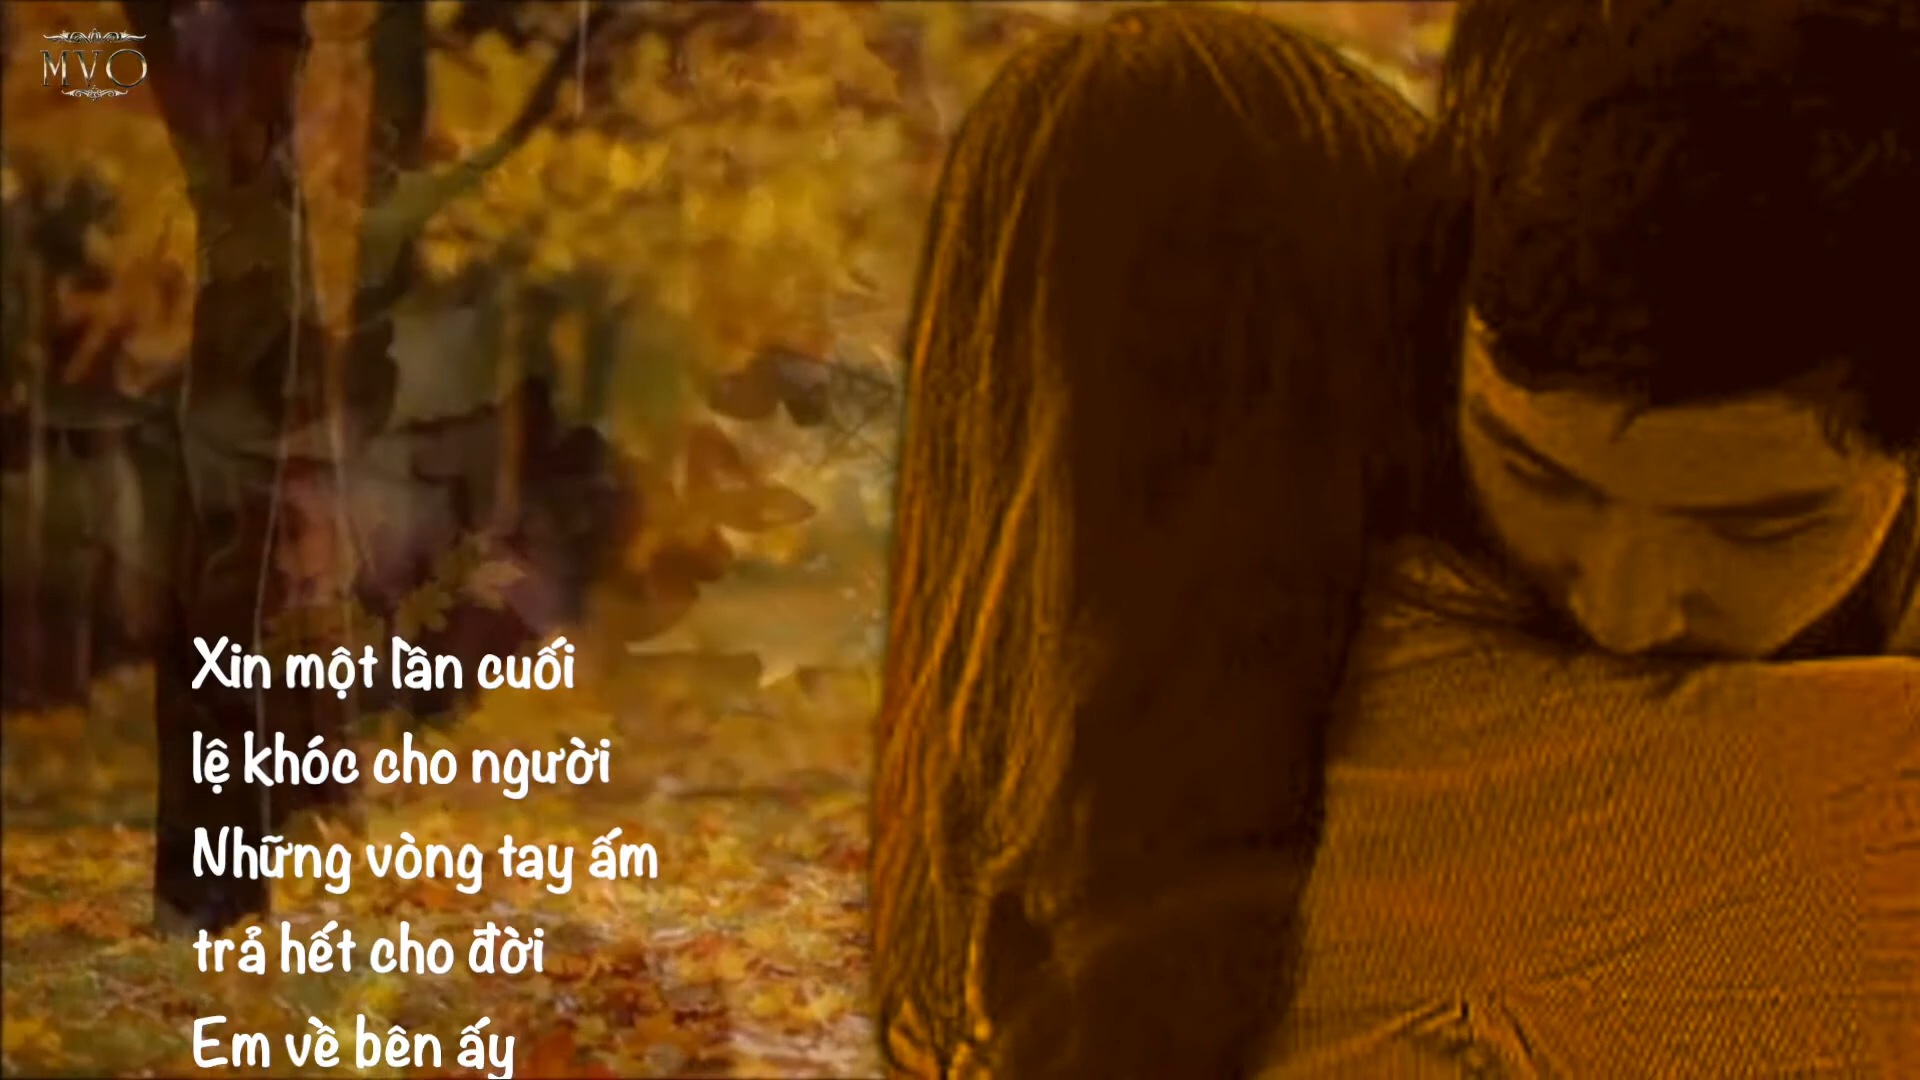 MVO
Xin một lần cuối
lệ khóc cho người
Những vòng tay ấm
trả hết cho đời
Em về bên ấy